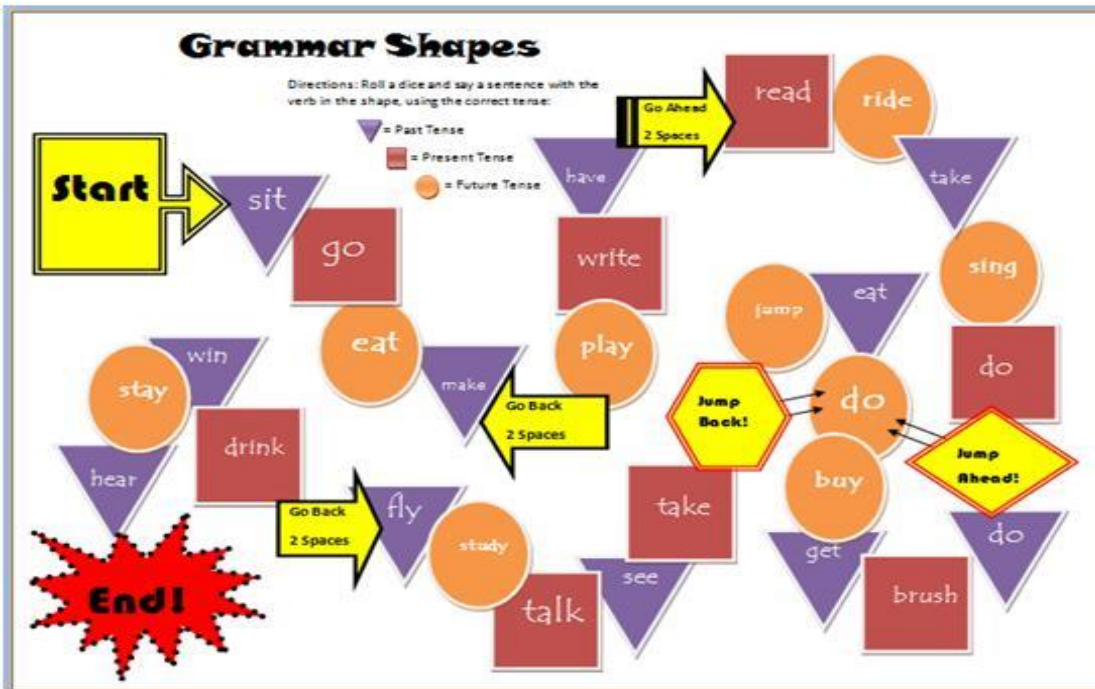 Grammar Shapes
Directions: Roll a dice and say a sentence with the
verb in the shape, using the correct tense:
= Past Tense
= Present Tense
= Future Tense
Start
sit
go
eat
make
Go Back
2 Spaces
play
write
have
Go Ahead
2 Spaces
read
ride
take
sing
do
Jump
Ahead!
do
brush
get
buy
do
eat
jump
Jump
Back!
take
see
talk
study
fly
Go Back
2 Spaces
drink
win
stay
hear
End!